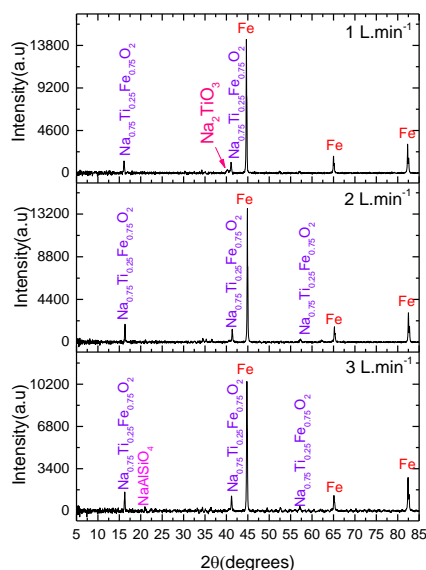 Intensity(a.u)
13800
9200
4600
0
1 L.min⁻¹
Na₀.₇₅Ti₀.₂₅Fe₀.₇₅O₂
Na₂TiO₃
Na₀.₇₅Ti₀.₂₅Fe₀.₇₅O₂
Fe
Fe
Fe
Intensity(a.u)
13200
8800
4400
0
2 L.min⁻¹
Na₀.₇₅Ti₀.₂₅Fe₀.₇₅O₂
Na₀.₇₅Ti₀.₂₅Fe₀.₇₅O₂
Fe
Na₀.₇₅Ti₀.₂₅Fe₀.₇₅O₂
Fe
Fe
Intensity(a.u)
10200
6800
3400
0
3 L.min⁻¹
Na₀.₇₅Ti₀.₂₅Fe₀.₇₅O₂
NaAlSiO₄
Na₀.₇₅Ti₀.₂₅Fe₀.₇₅O₂
Fe
Na₀.₇₅Ti₀.₂₅Fe₀.₇₅O₂
Fe
Fe
5 10 15 20 25 30 35 40 45 50 55 60 65 70 75 80 85
2θ(degrees)